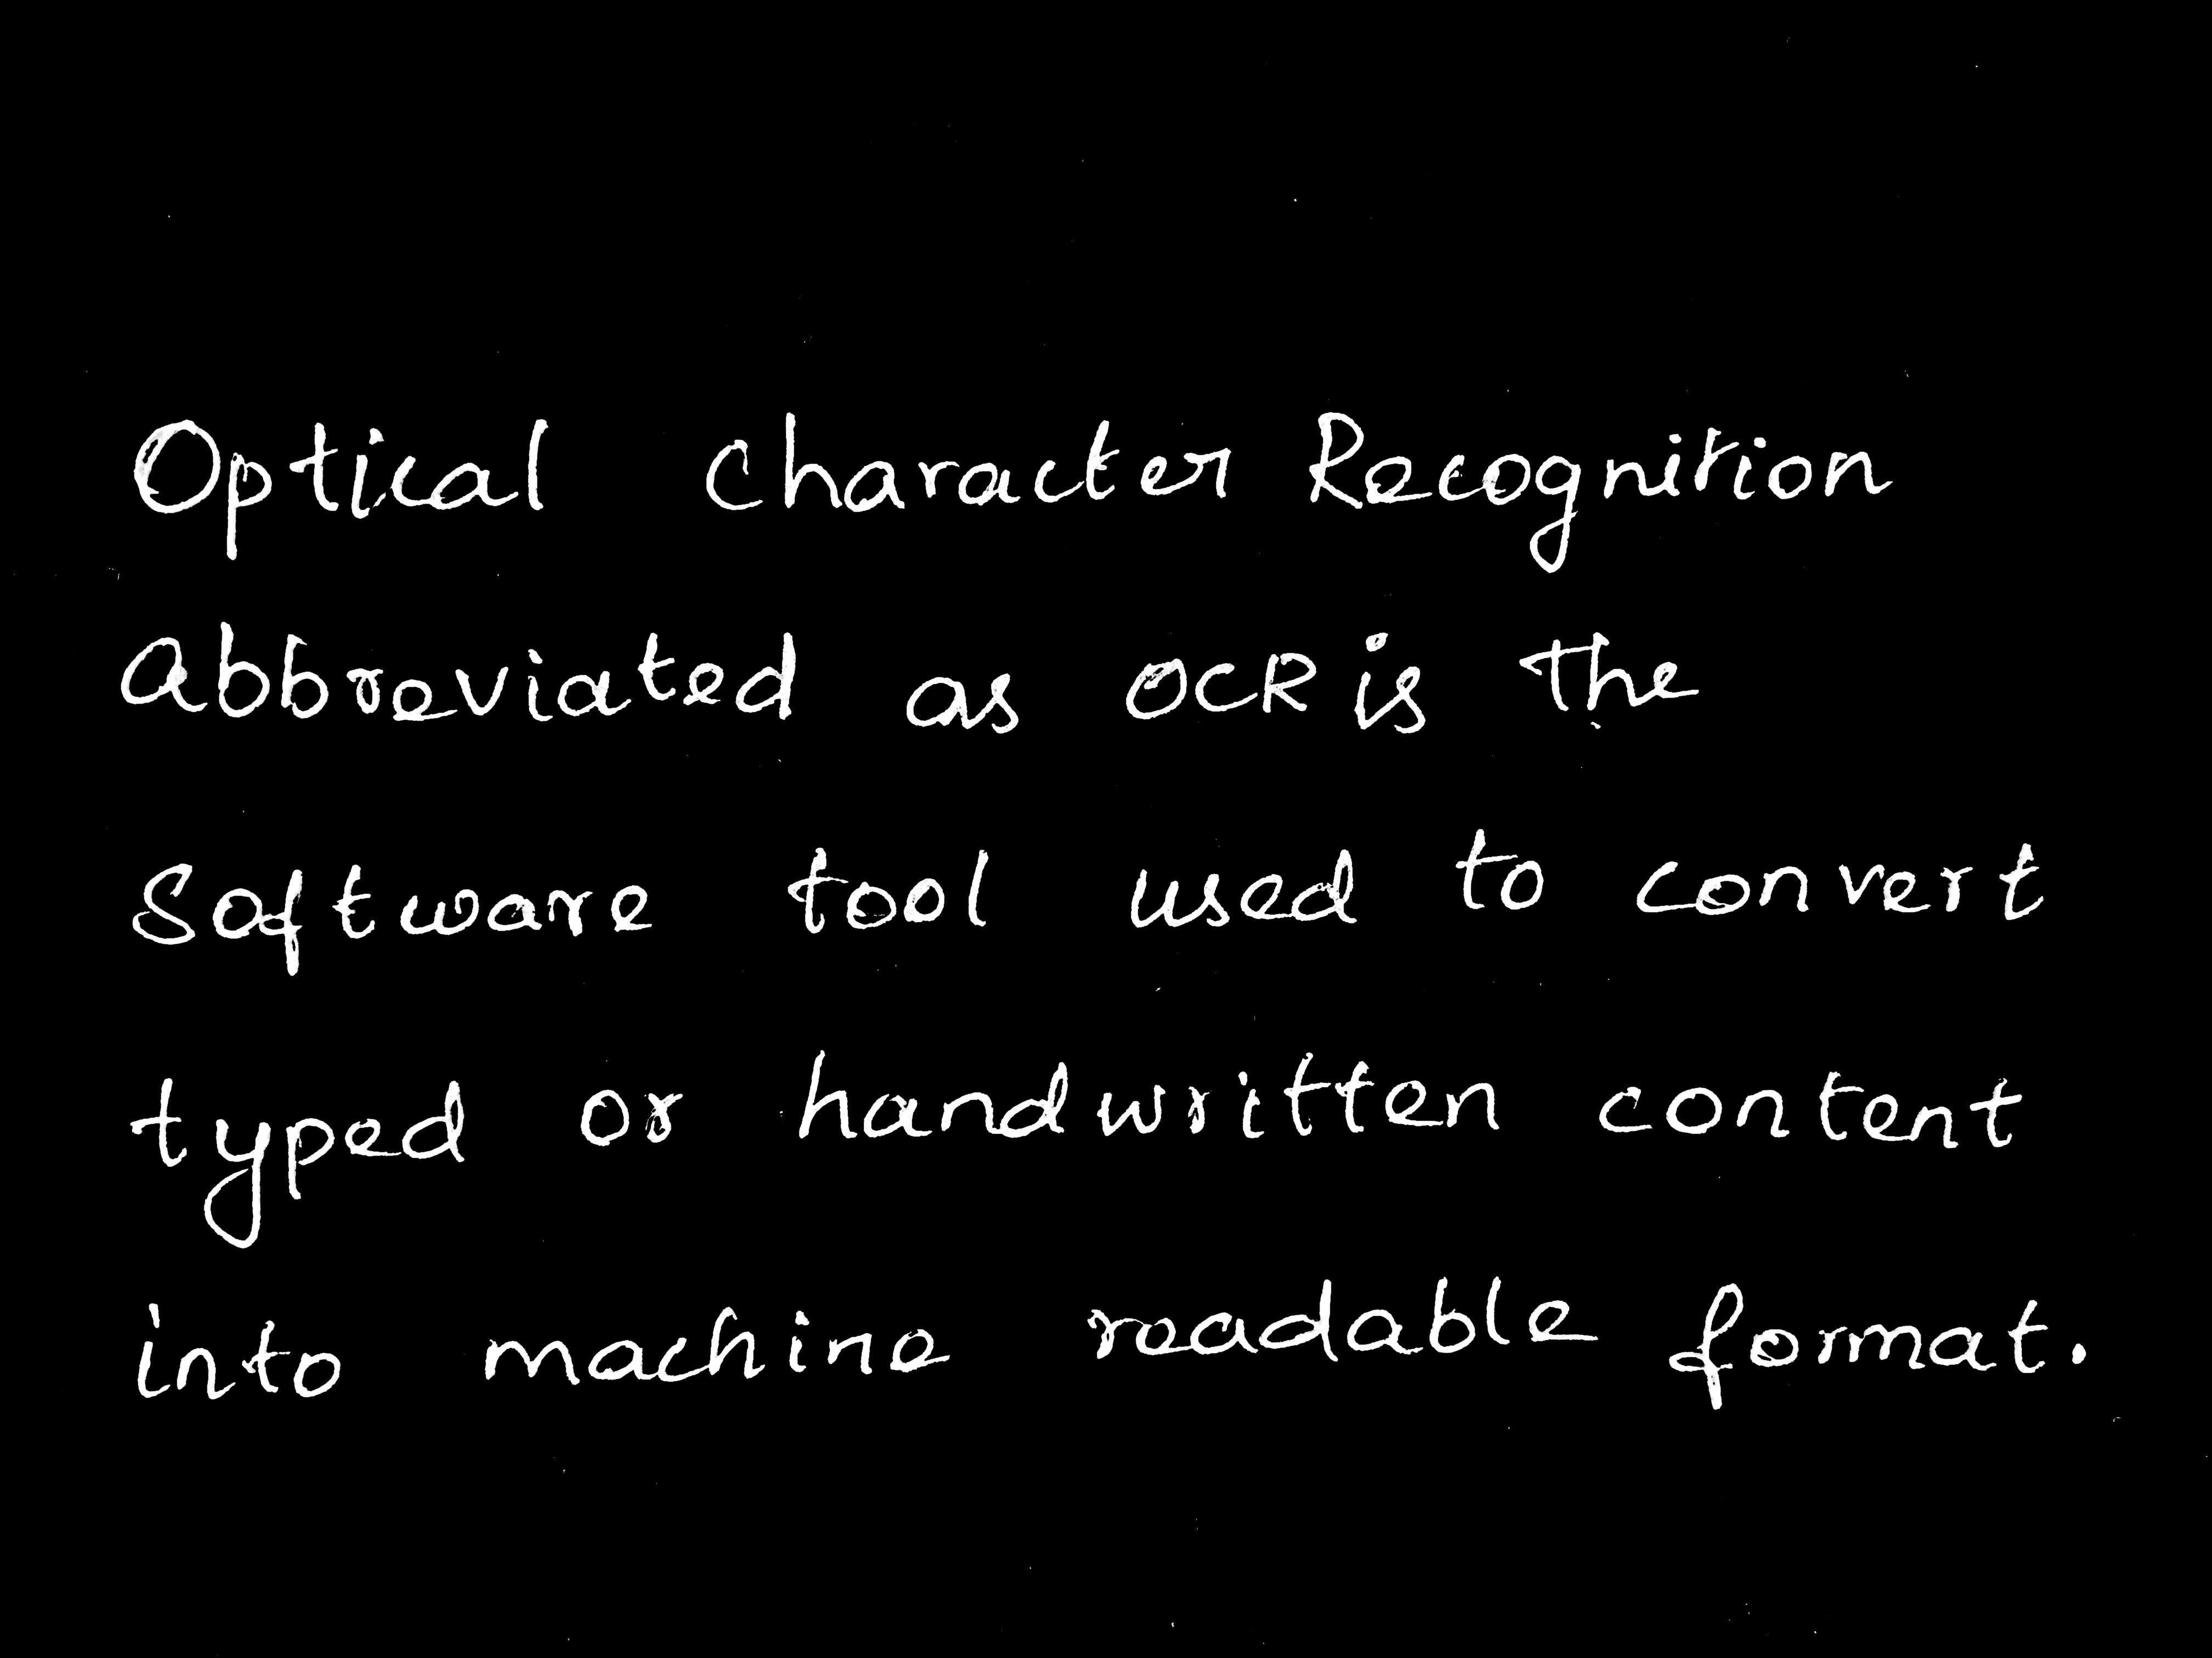 Optical Character Recognition
Abbreviated as OCR is the
Software tool used to convert
typed or handwritten content
into machine readable format.